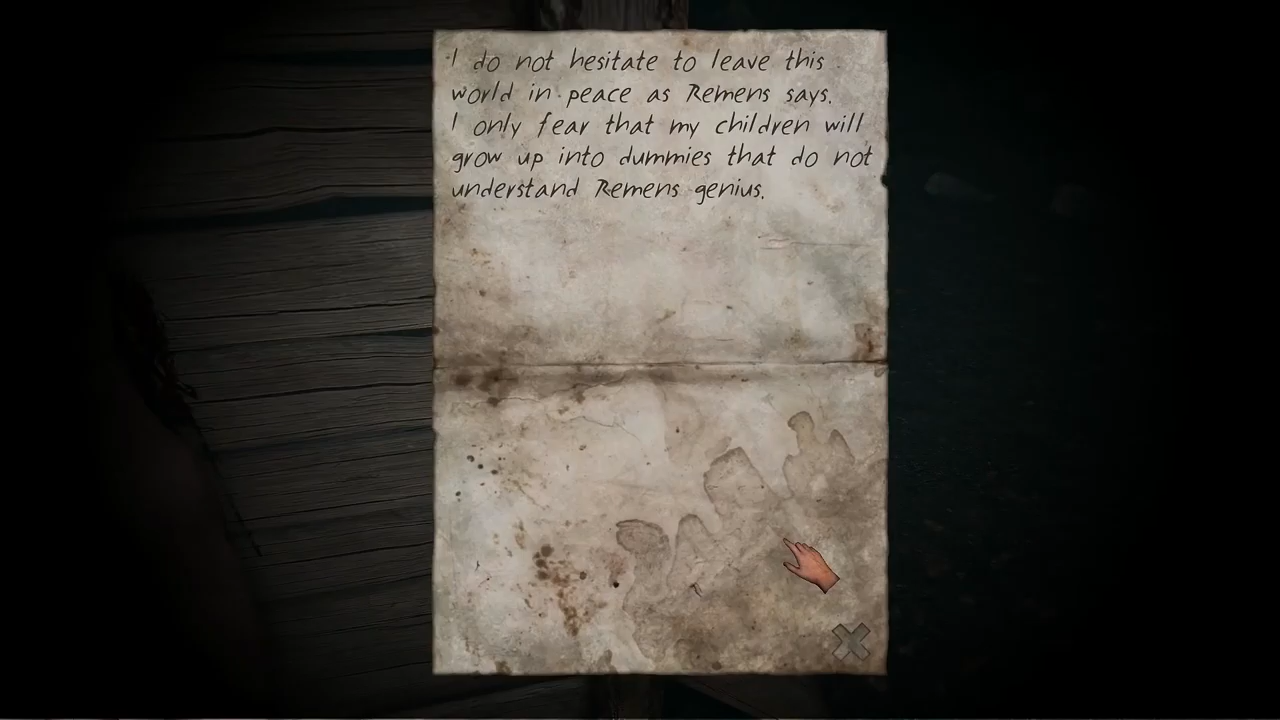 I do not hesitate to leave this
world in peace as Remens says.
I only fear that my children will
grow up into dummies that do not
understand Remens genius.